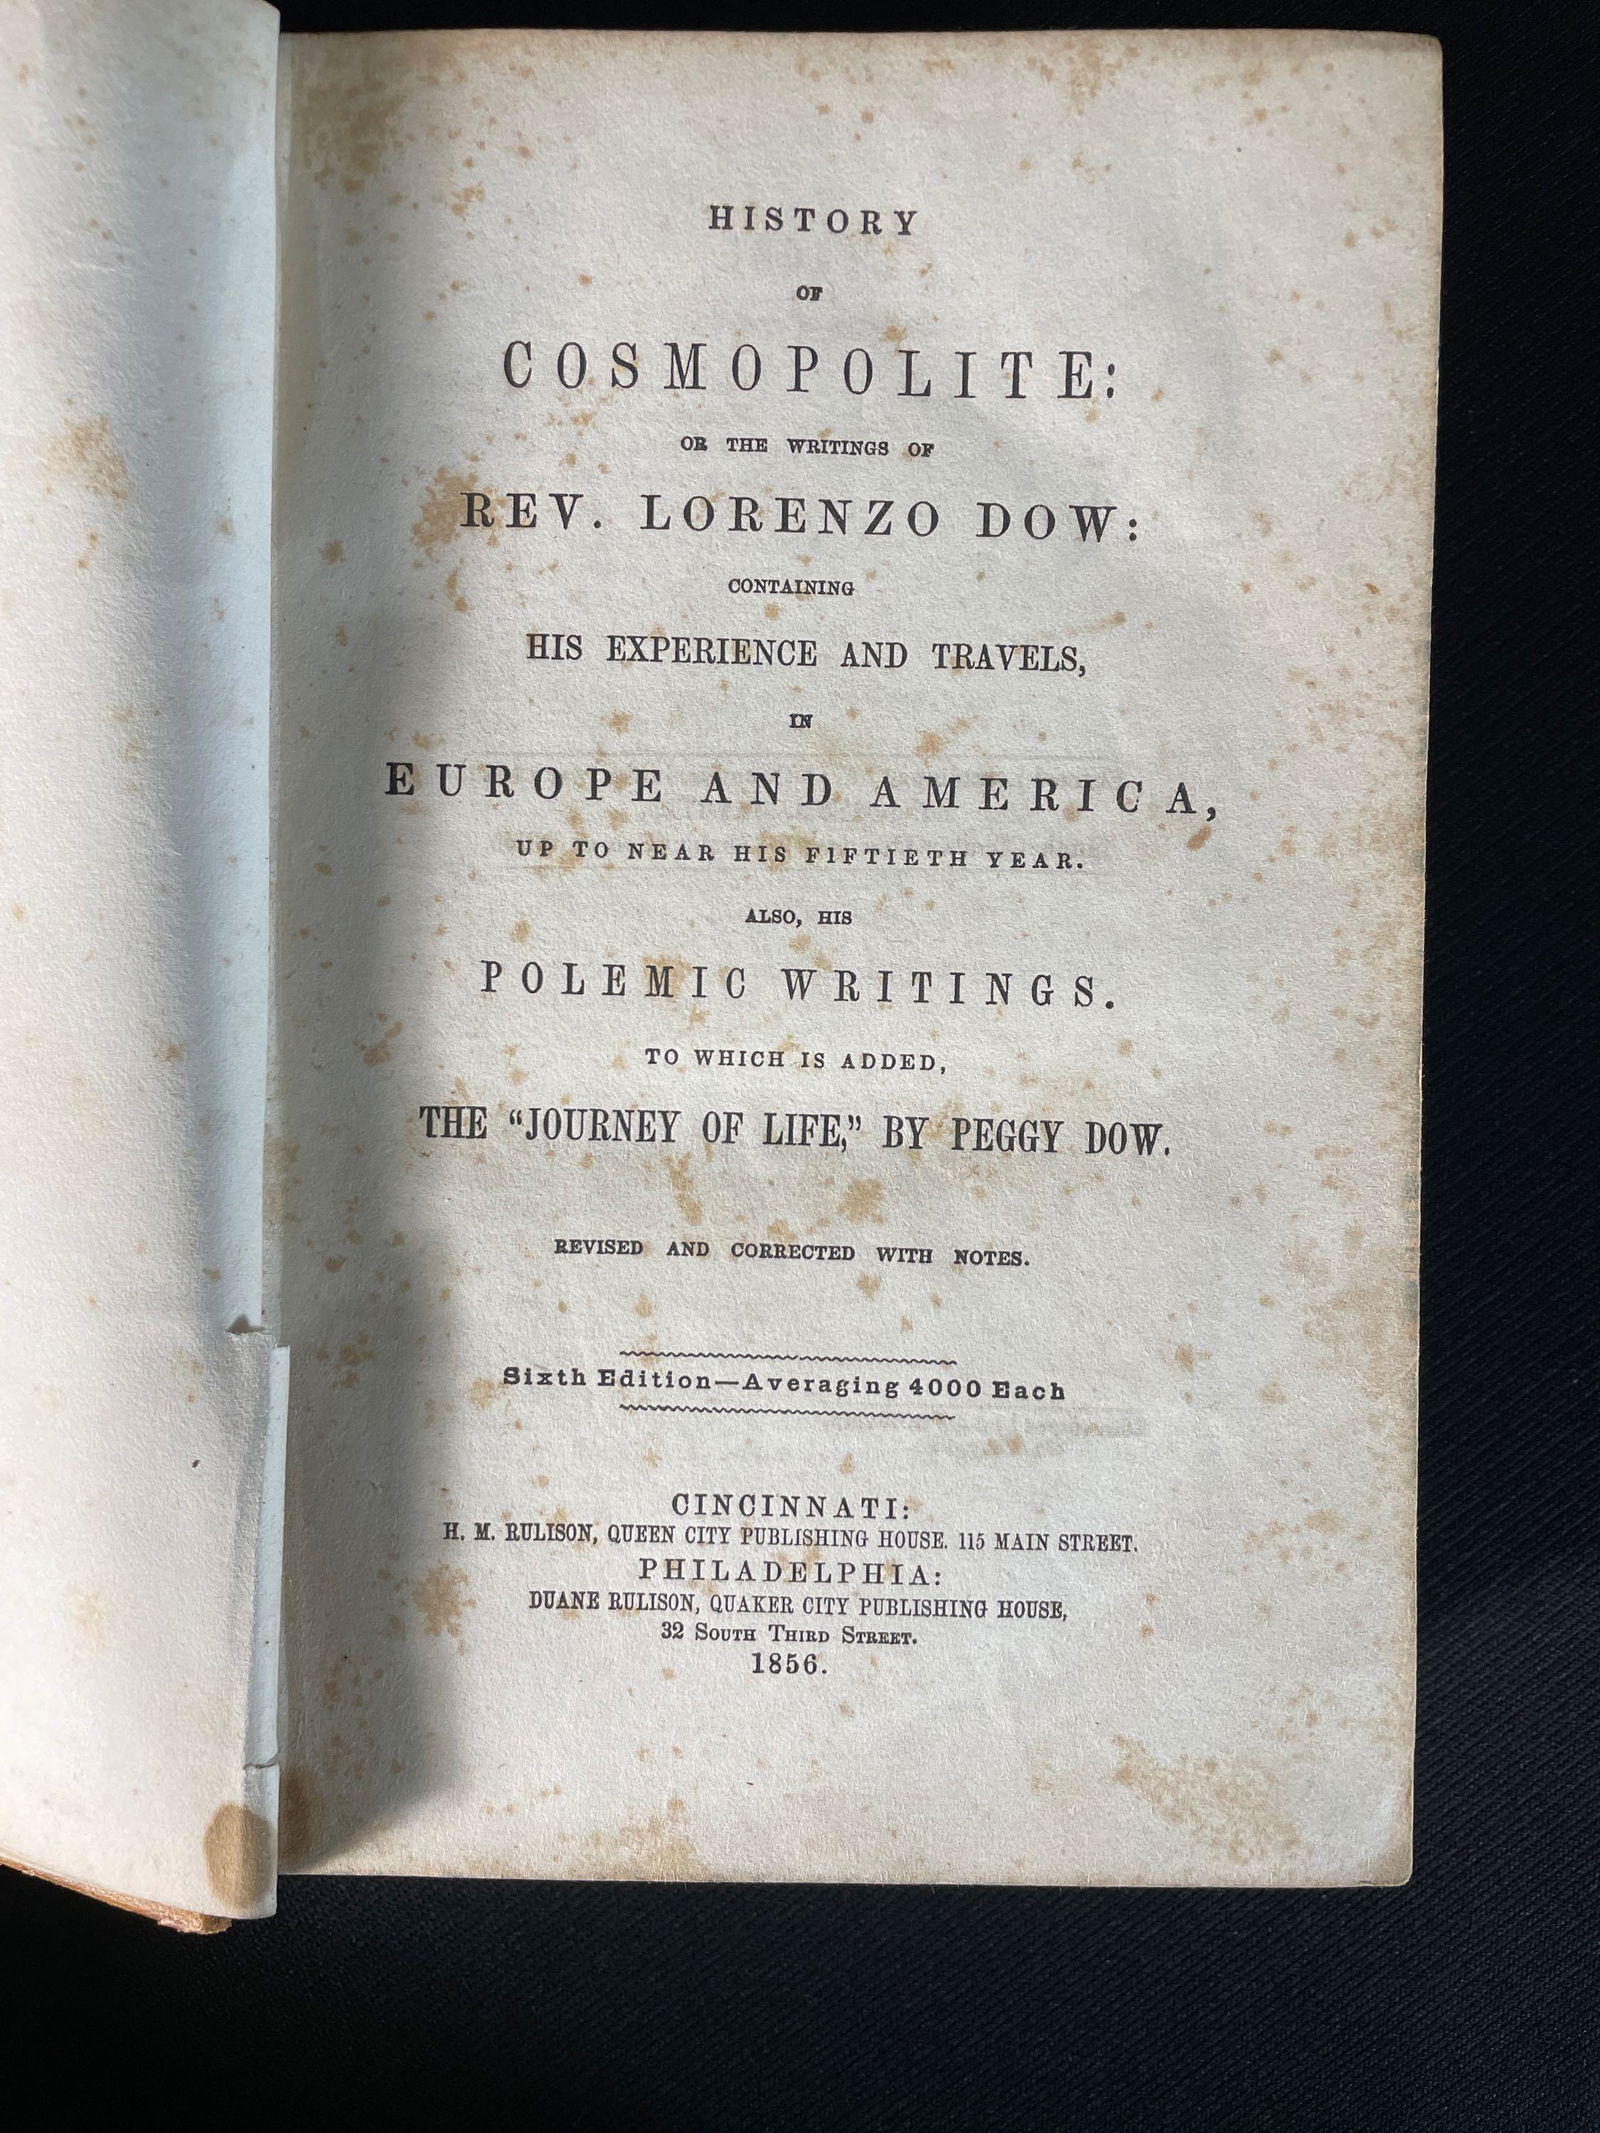 HISTORY
OF
COSMOPOLITE:
OR THE WRITINGS OF
REV. LORENZO DOW:
CONTAINING
HIS EXPERIENCE AND TRAVELS,
IN
EUROPE AND AMERICA,
UP TO NEAR HIS FIFTIETH YEAR.
ALSO, HIS
POLEMIC WRITINGS.
TO WHICH IS ADDED,
THE “JOURNEY OF LIFE,” BY PEGGY DOW.
REVISED AND CORRECTED WITH NOTES.
Sixth Edition—Averaging 4000 Each
CINCINNATI:
H. M. RULISON, QUEEN CITY PUBLISHING HOUSE. 115 MAIN STREET.
PHILADELPHIA:
DUANE RULISON, QUAKER CITY PUBLISHING HOUSE,
32 SOUTH THIRD STREET.
1856.